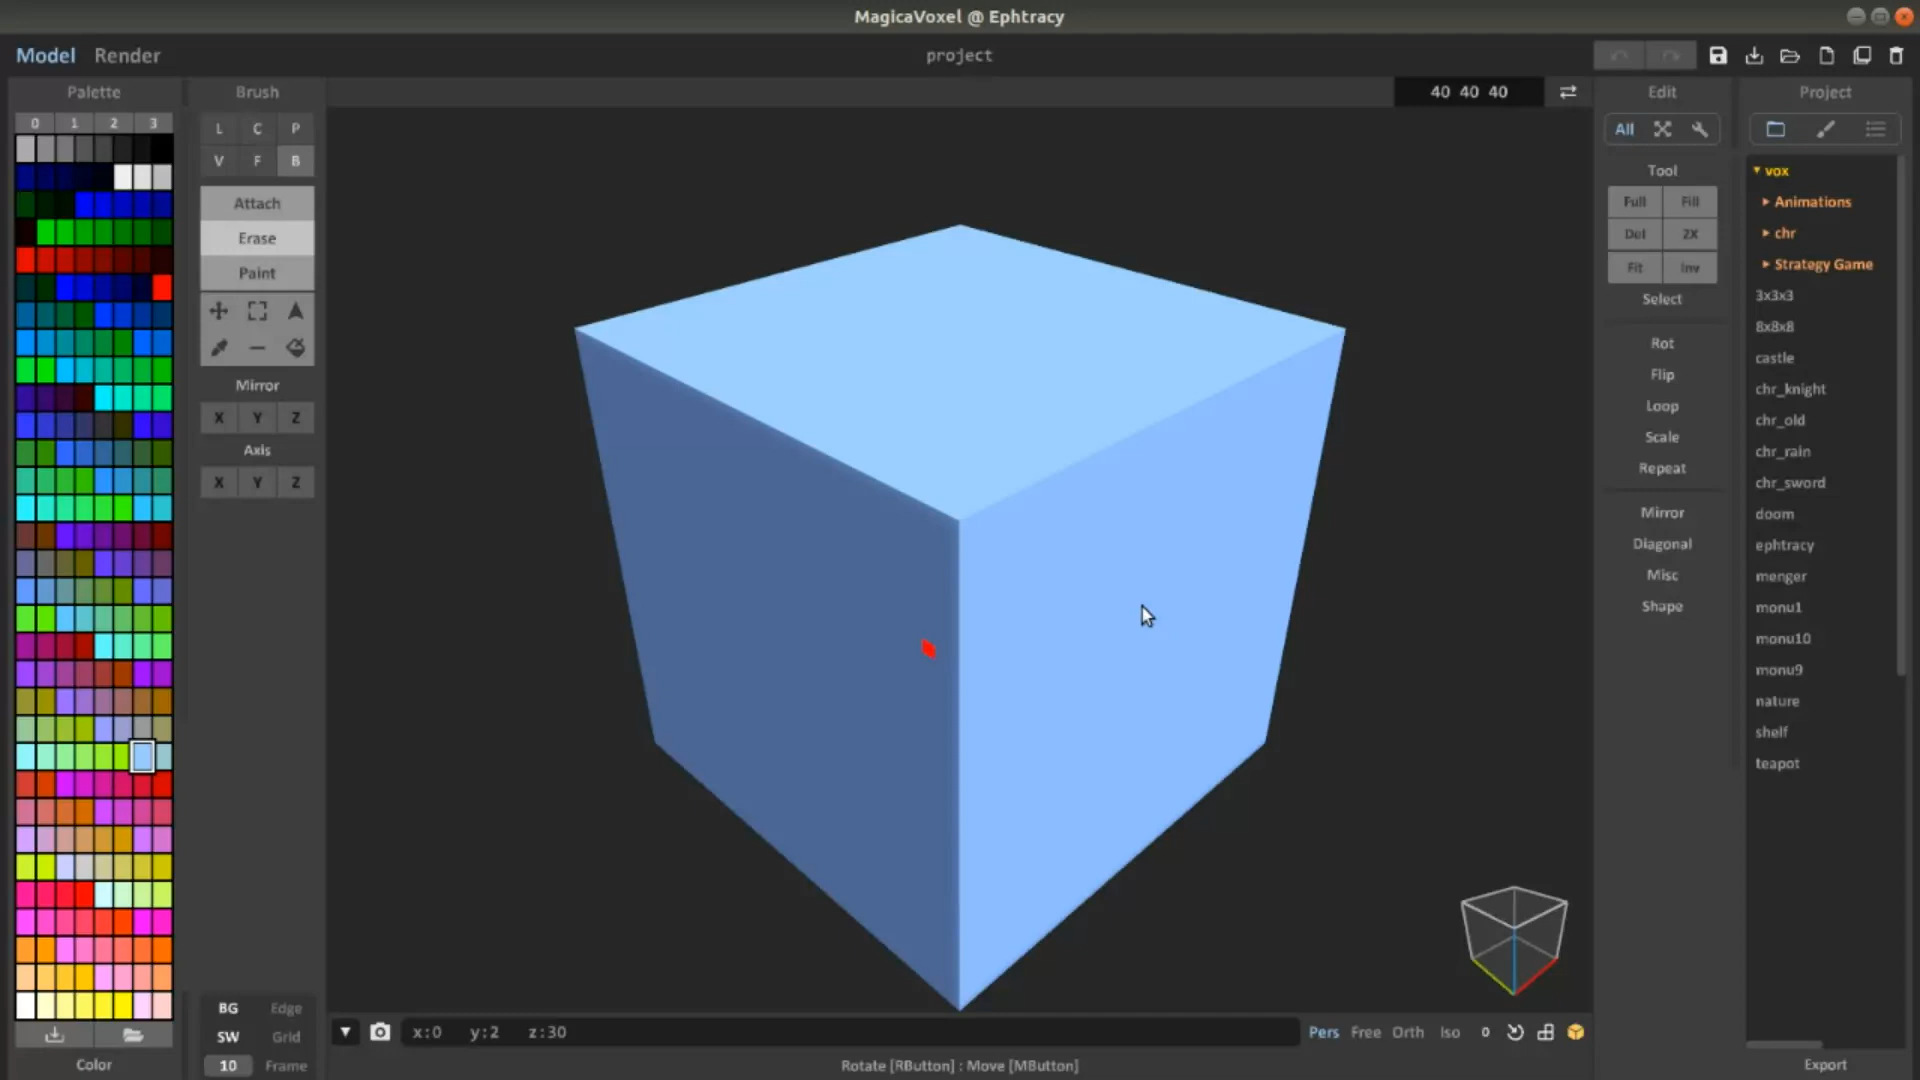 MagicaVoxel @ Ephtracy
Model Render
project
Palette
0 1 2 3
Color
Brush
L C P
V F B
Attach
Erase
Paint
Mirror
X Y Z
Axis
X Y Z
BG Edge
SW Grid
10 Frame
40 40 40
x:0 y:2 z:30
Pers Free Orth Iso 0
Rotate [RButton] : Move [MButton]
Edit
All
Tool
Full Fill
Del 2X
Fit Inv
Select
Rot
Flip
Loop
Scale
Repeat
Mirror
Diagonal
Misc
Shape
Project
vox
Animations
chr
Strategy Game
3x3x3
8x8x8
castle
chr_knight
chr_old
chr_rain
chr_sword
doom
ephtracy
menger
monu1
monu10
monu9
nature
shelf
teapot
Export